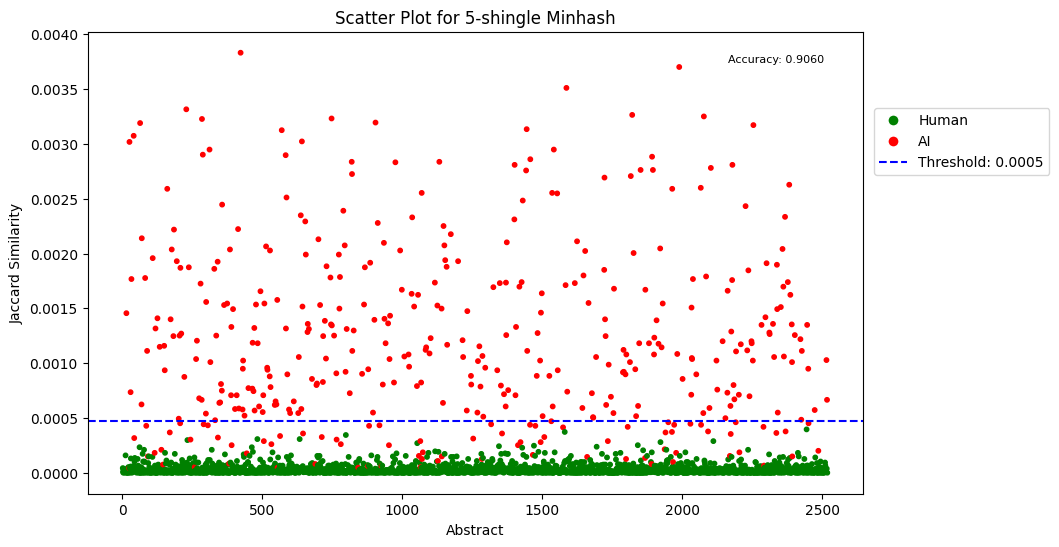 Scatter Plot for 5-shingle Minhash
Accuracy: 0.9060
Human
AI
Threshold: 0.0005
Jaccard Similarity
0.0040
0.0035
0.0030
0.0025
0.0020
0.0015
0.0010
0.0005
0.0000
0
500
1000
1500
2000
2500
Abstract